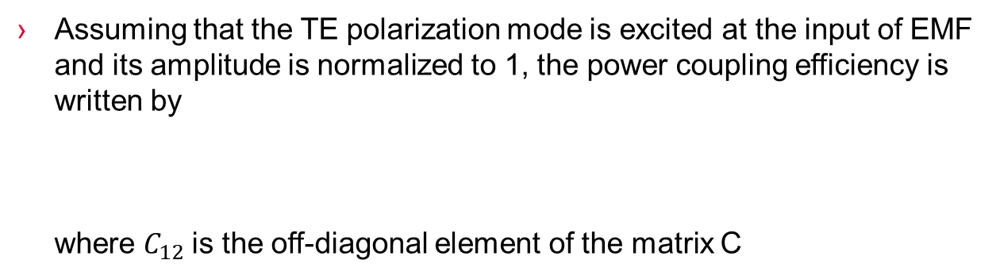 › Assuming that the TE polarization mode is excited at the input of EMF
and its amplitude is normalized to 1, the power coupling efficiency is
written by
where C₁₂ is the off-diagonal element of the matrix C